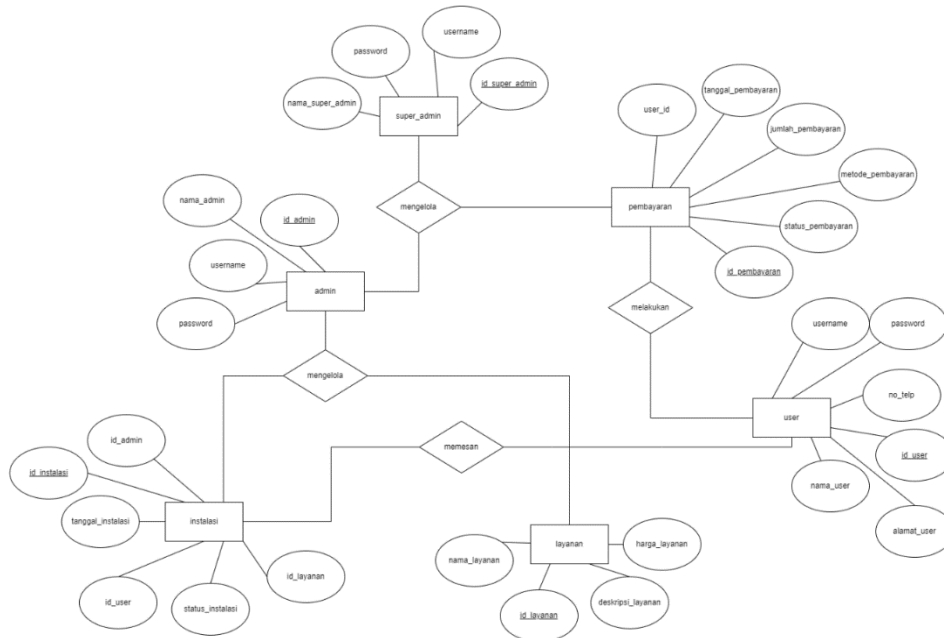 username
password
id_super_admin
nama_super_admin
super_admin
tanggal_pembayaran
user_id
jumlah_pembayaran
metode_pembayaran
nama_admin
id_admin
mengelola
pembayaran
status_pembayaran
username
id_pembayaran
admin
melakukan
password
username
password
mengelola
no_telp
user
id_admin
memesan
id_user
id_instalasi
nama_user
tanggal_instalasi
instalasi
alamat_user
layanan
harga_layanan
nama_layanan
id_layanan
id_user
status_instalasi
deskripsi_layanan
id_layanan